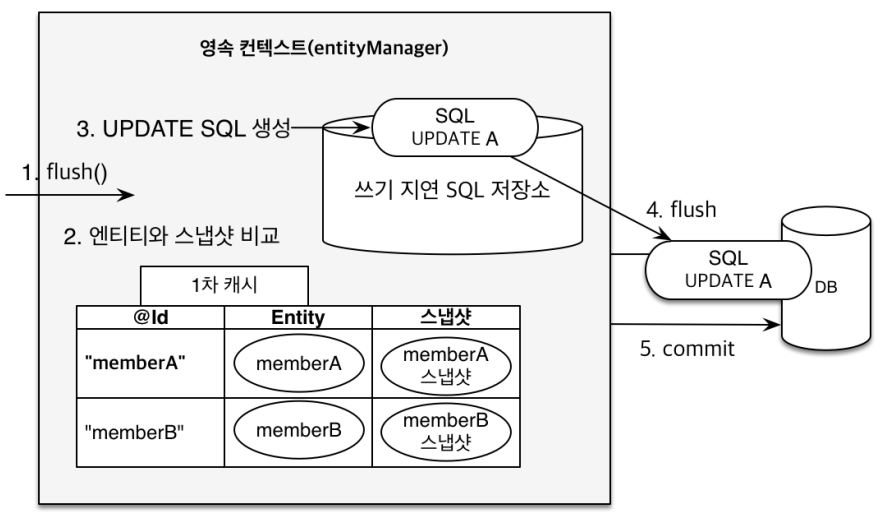 영속 컨텍스트(entityManager)
SQL
UPDATE A
3. UPDATE SQL 생성
1. flush()
쓰기 지연 SQL 저장소
4. flush
2. 엔티티와 스냅샷 비교
SQL
UPDATE A
DB
1차 캐시
@Id Entity 스냅샷
5. commit
"memberA" memberA memberA
스냅샷
"memberB" memberB memberB
스냅샷